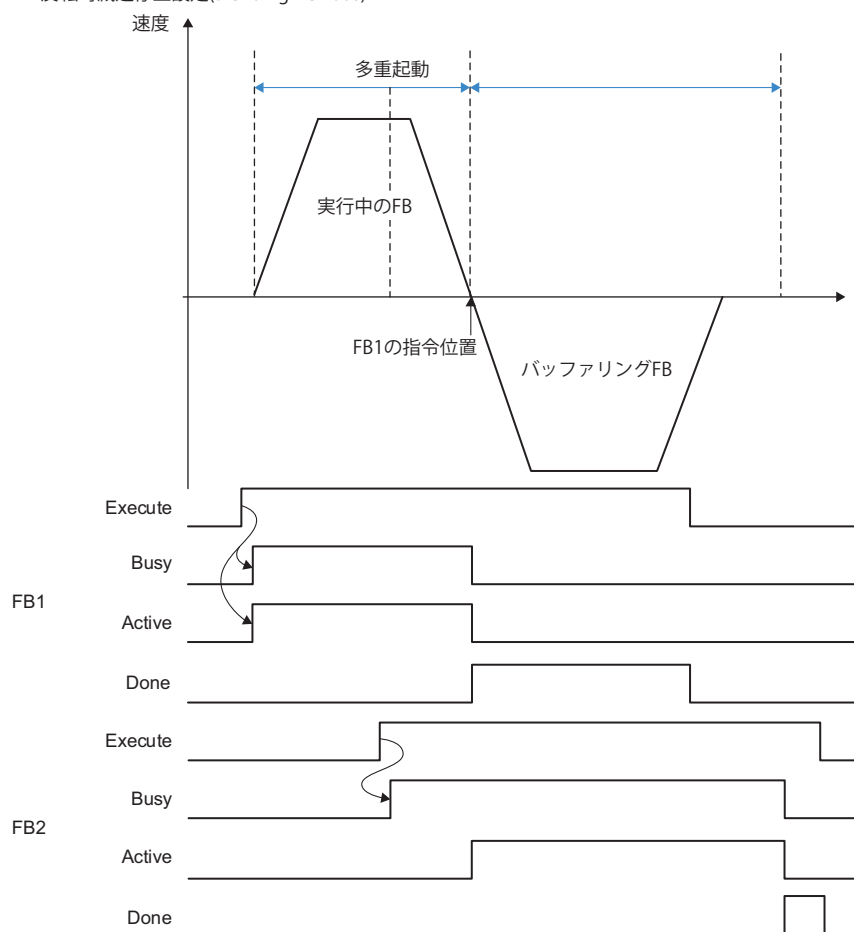 速度
多重起動
実行中のFB
FB1の指令位置
バッファリングFB
Execute
Busy
FB1
Active
Done
Execute
Busy
FB2
Active
Done